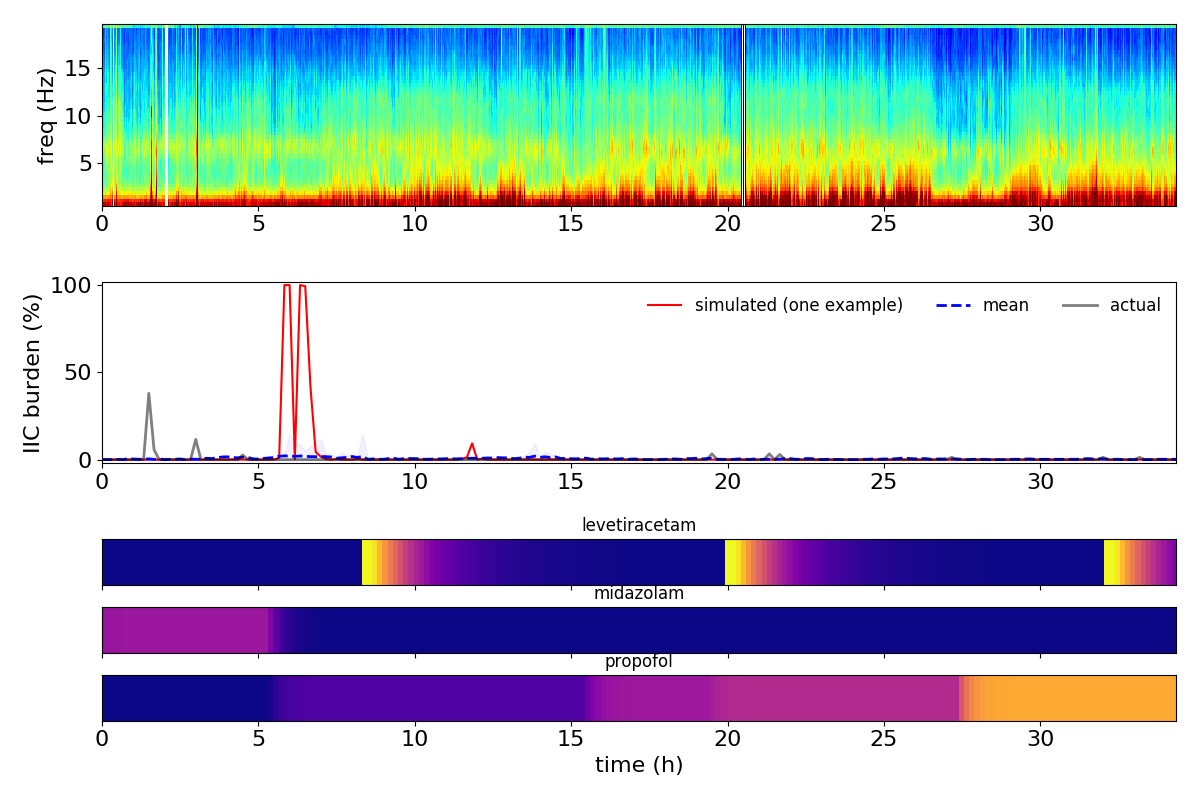 freq (Hz)
15
10
5
0 5 10 15 20 25 30
IIC burden (%)
100
50
0
simulated (one example) mean actual
0 5 10 15 20 25 30
levetiracetam
midazolam
propofol
0 5 10 15 20 25 30
time (h)